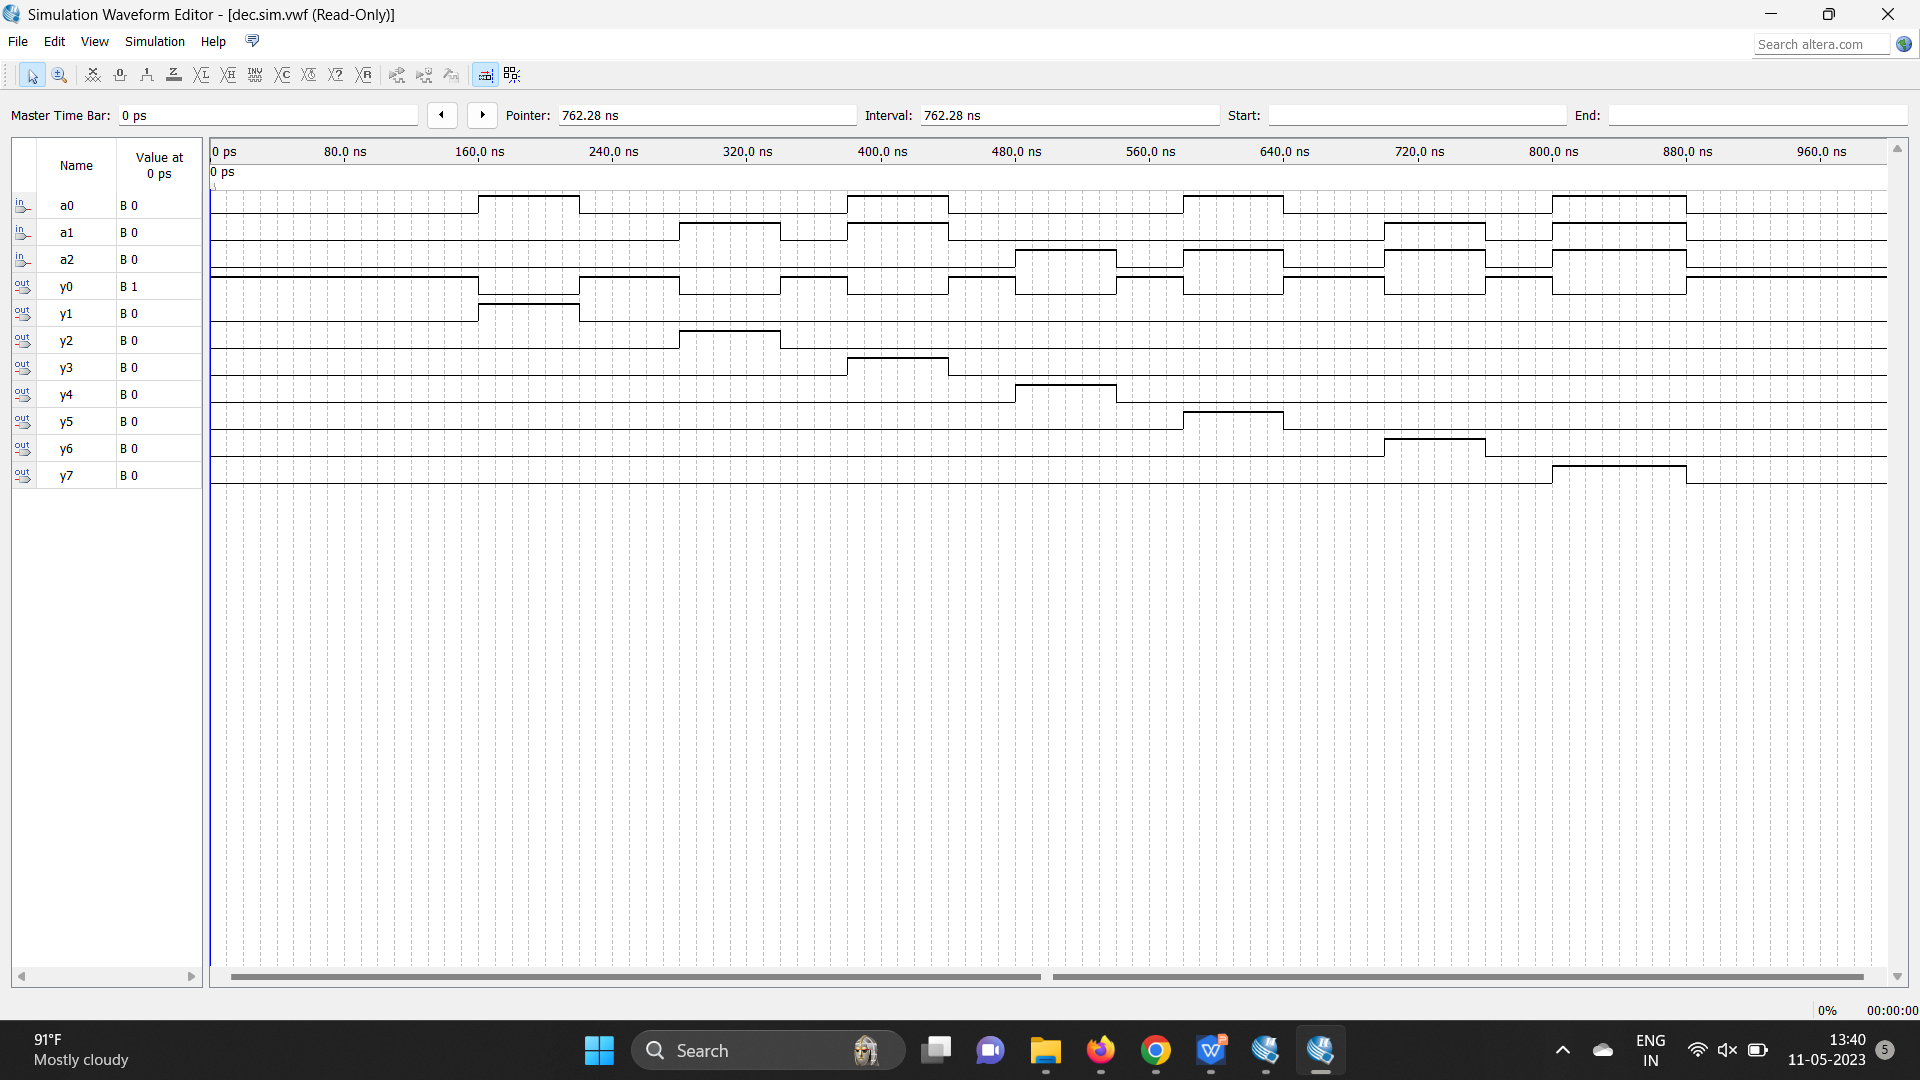 Simulation Waveform Editor - [dec.sim.vwf (Read-Only)]
File Edit View Simulation Help
Search altera.com
Master Time Bar: 0 ps Pointer: 762.28 ns Interval: 762.28 ns Start: End:
Name Value at 0 ps
0 ps 80.0 ns 160.0 ns 240.0 ns 320.0 ns 400.0 ns 480.0 ns 560.0 ns 640.0 ns 720.0 ns 800.0 ns 880.0 ns 960.0 ns
0 ps
in a0 B 0
in a1 B 0
in a2 B 0
out y0 B 1
out y1 B 0
out y2 B 0
out y3 B 0
out y4 B 0
out y5 B 0
out y6 B 0
out y7 B 0
0% 00:00:00
91°F
Mostly cloudy
Search
ENG
IN
13:40
11-05-2023
5